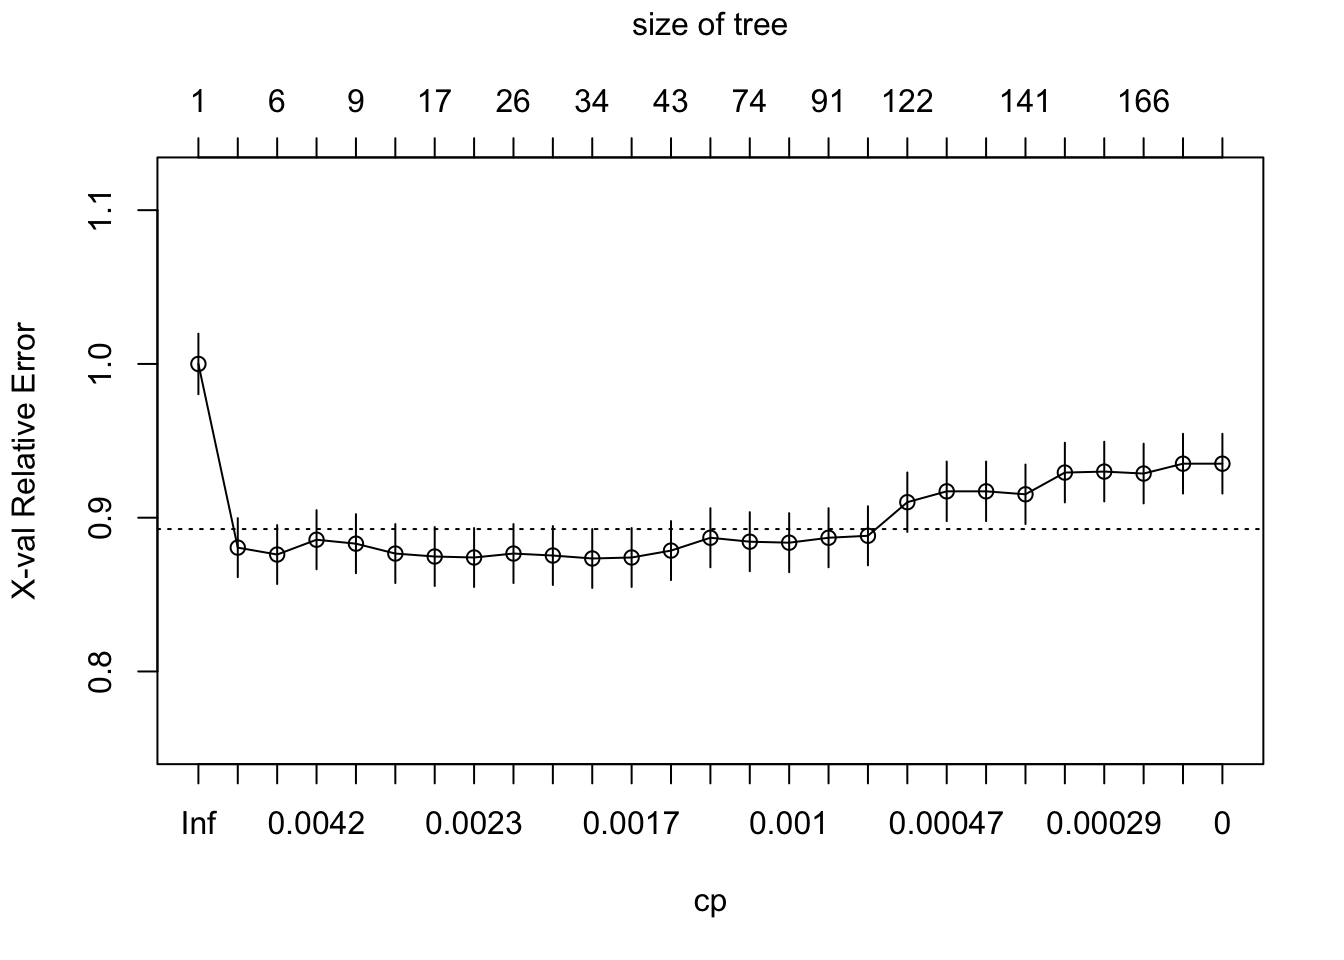 size of tree
1 6 9 17 26 34 43 74 91 122 141 166
X-val Relative Error
1.1
1.0
0.9
0.8
Inf 0.0042 0.0023 0.0017 0.001 0.00047 0.00029 0
cp